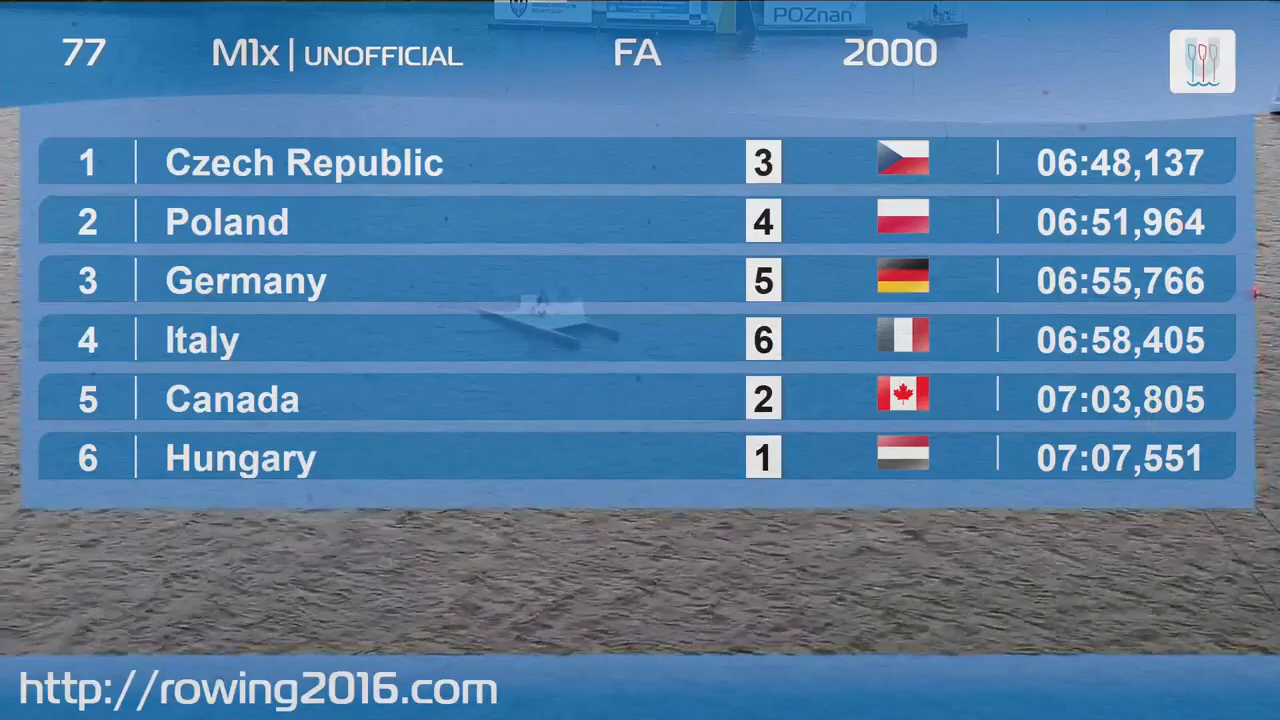 POZnan
77 M1x | UNOFFICIAL FA 2000
1 Czech Republic 3 06:48,137
2 Poland 4 06:51,964
3 Germany 5 06:55,766
4 Italy 6 06:58,405
5 Canada 2 07:03,805
6 Hungary 1 07:07,551
http://rowing2016.com